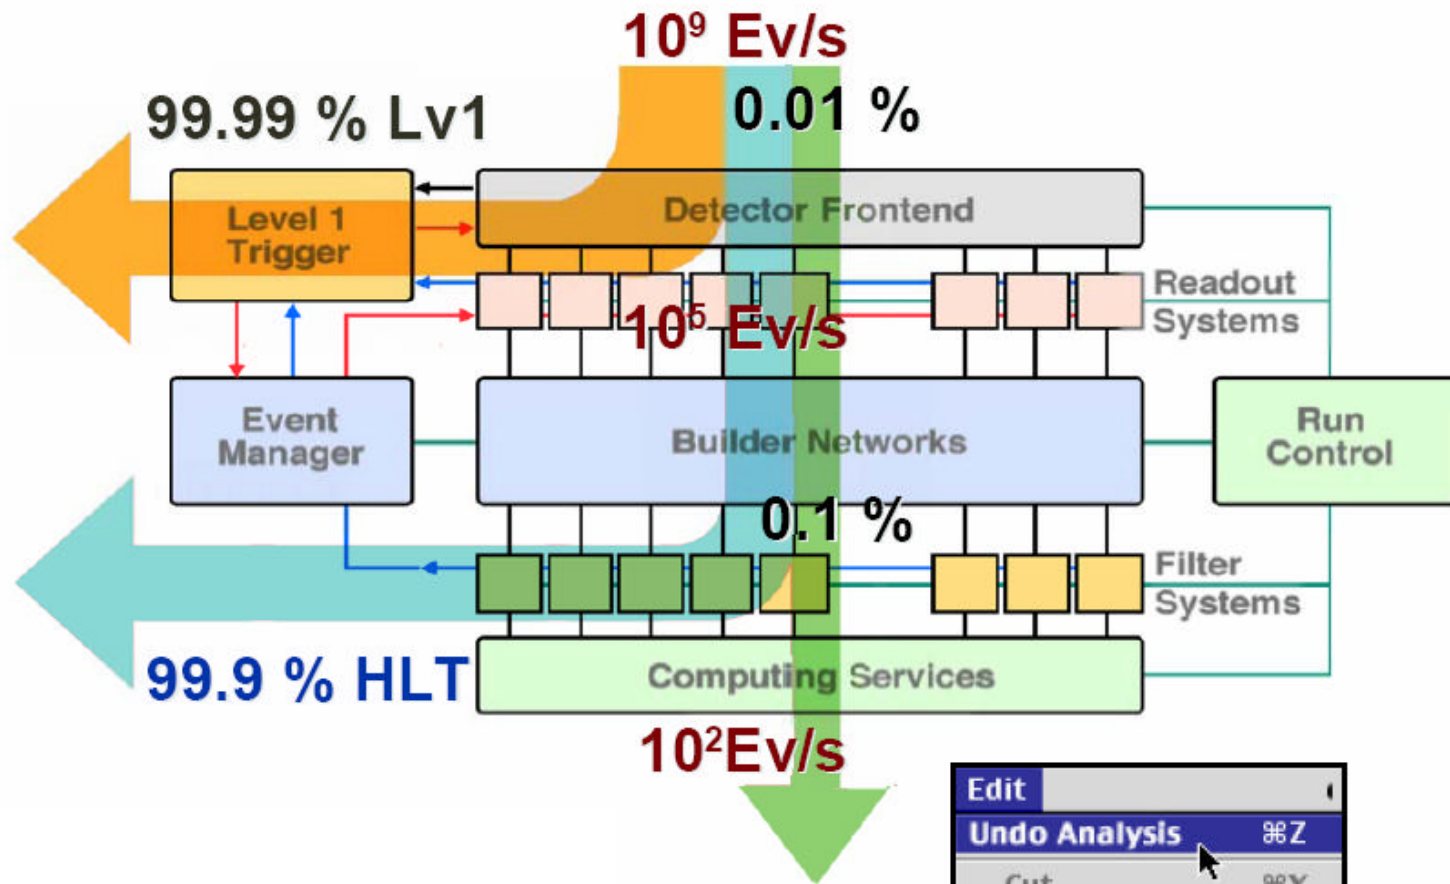 10⁹ Ev/s
99.99 % Lv1
0.01 %
Level 1
Trigger
Detector Frontend
Readout
Systems
10⁵ Ev/s
Event
Manager
Builder Networks
Run
Control
0.1 %
Filter
Systems
99.9 % HLT
Computing Services
10²Ev/s
Edit
Undo Analysis ⌘Z
Cut ⌘X